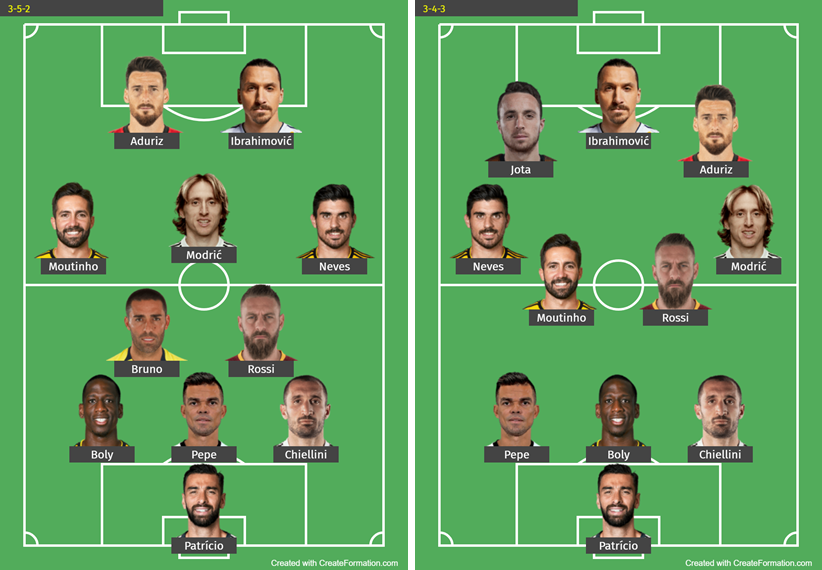 3-5-2
Aduriz
Ibrahimović
Moutinho
Modrić
Neves
Bruno
Rossi
Boly
Pepe
Chiellini
Patrício
Created with CreateFormation.com
3-4-3
Jota
Ibrahimović
Aduriz
Neves
Modrić
Moutinho
Rossi
Pepe
Boly
Chiellini
Patrício
Created with CreateFormation.com